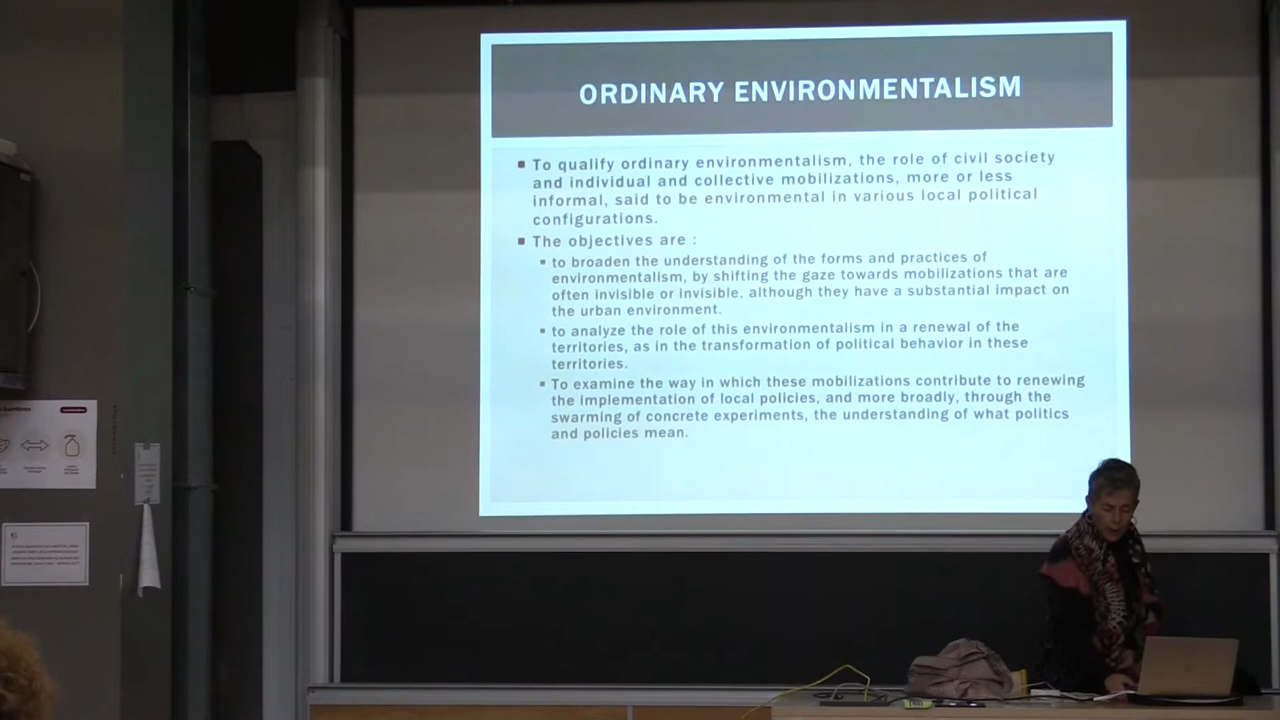 ORDINARY ENVIRONMENTALISM
To qualify ordinary environmentalism, the role of civil society
and individual and collective mobilizations, more or less
informal, said to be environmental in various local political
configurations.
The objectives are :
to broaden the understanding of the forms and practices of
environmentalism, by shifting the gaze towards mobilizations that are
often invisible or invisible, although they have a substantial impact on
the urban environment.
to analyze the role of this environmentalism in a renewal of the
territories, as in the transformation of political behavior in these
territories.
To examine the way in which these mobilizations contribute to renewing
the implementation of local policies, and more broadly, through the
swarming of concrete experiments, the understanding of what politics
and policies mean.